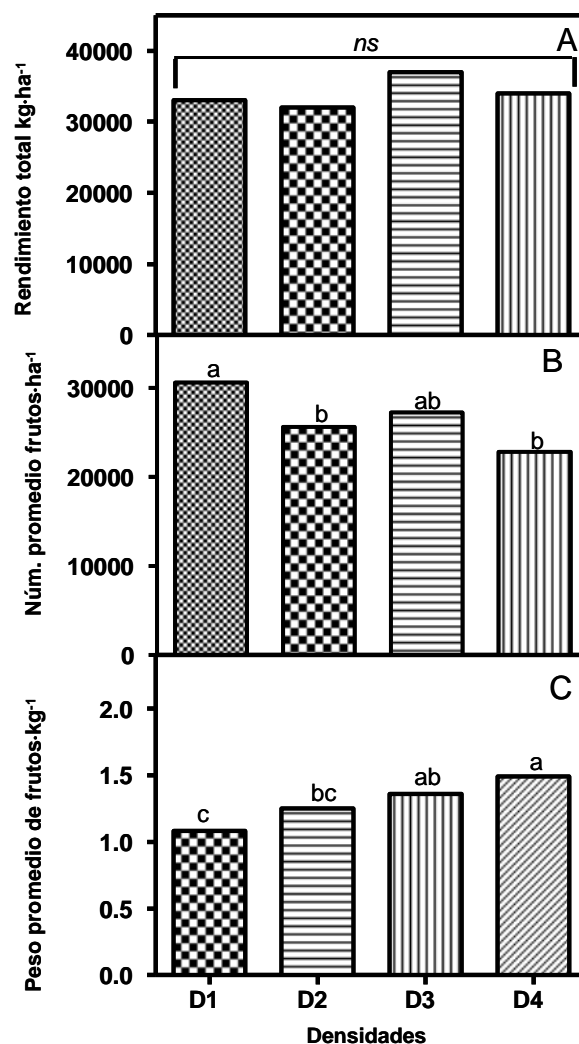 A
ns
Rendimiento total kg·ha⁻¹
40000
30000
20000
10000
0
B
Núm. promedio frutos·ha⁻¹
30000
20000
10000
0
a
b
ab
b
C
Peso promedio de frutos·kg⁻¹
2.0
1.5
1.0
0.5
0.0
c
bc
ab
a
D1 D2 D3 D4
Densidades